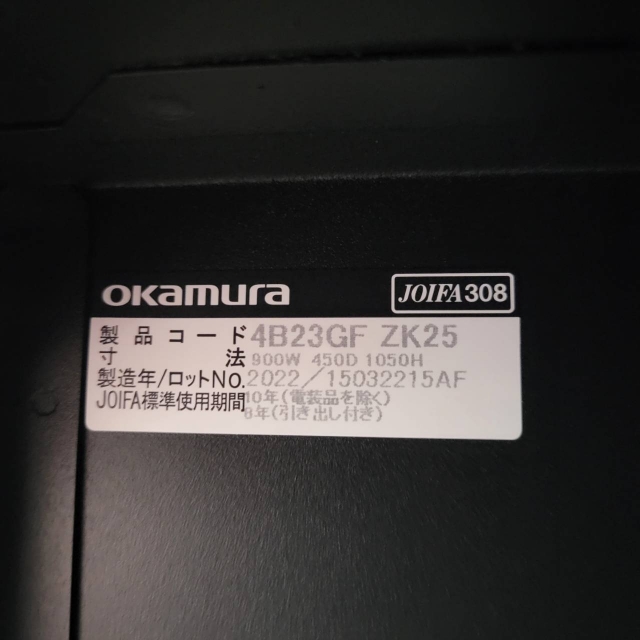 okamura JOIFA308
製品コード 4B23GF ZK25
寸法 900W 450D 1050H
製造年/ロットNo. 2022/15032215AF
JOIFA標準使用期間 10年(電装品を除く)
8年(引き出し付き)